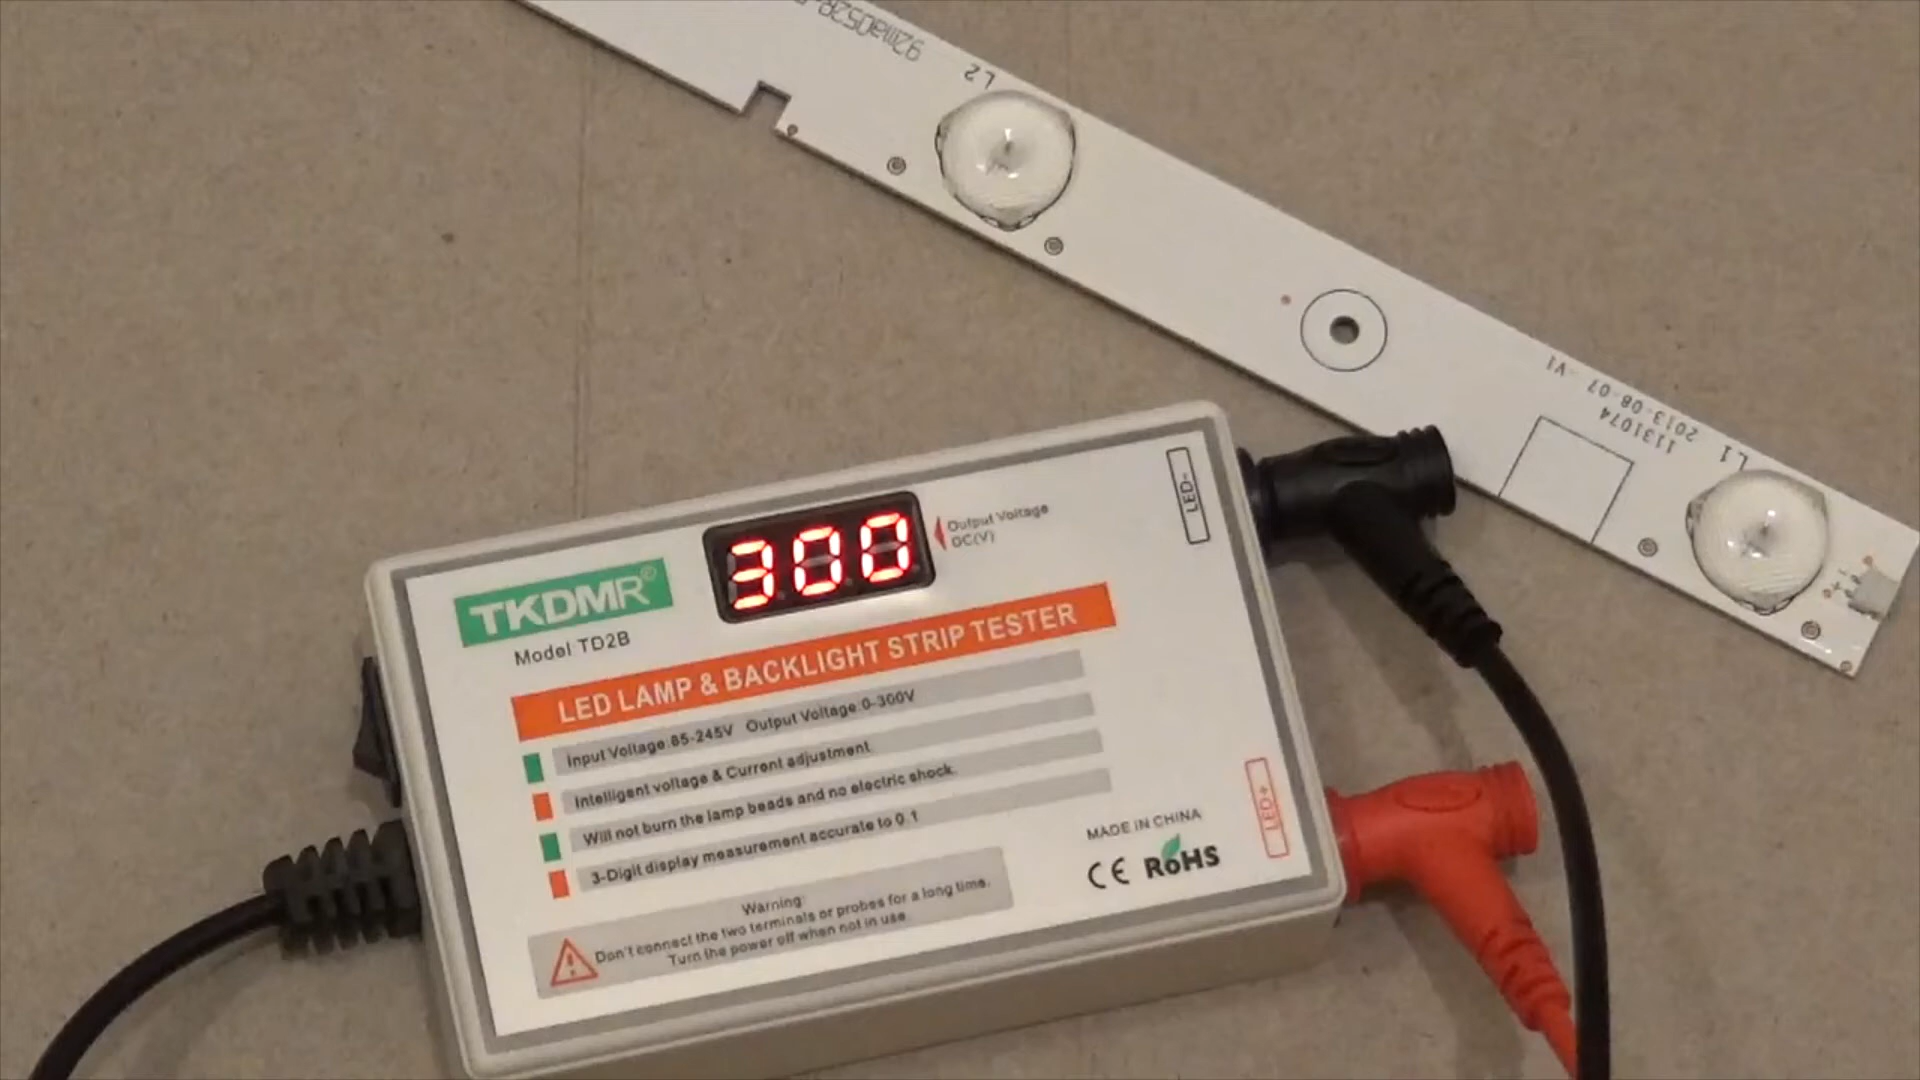 92ma0528
L2
V1
2013-08-07
1131074
L1
300
Output Voltage
DC(V)
LED-
TKDMR®
Model TD2B
LED LAMP & BACKLIGHT STRIP TESTER
Input Voltage:85-245V Output Voltage:0-300V
Intelligent voltage & Current adjustment
Will not burn the lamp beads and no electric shock.
3-Digit display measurement accurate to 0.1
LED+
MADE IN CHINA
CE RoHS
Warning:
Don't connect the two terminals or probes for a long time.
Turn the power off when not in use.